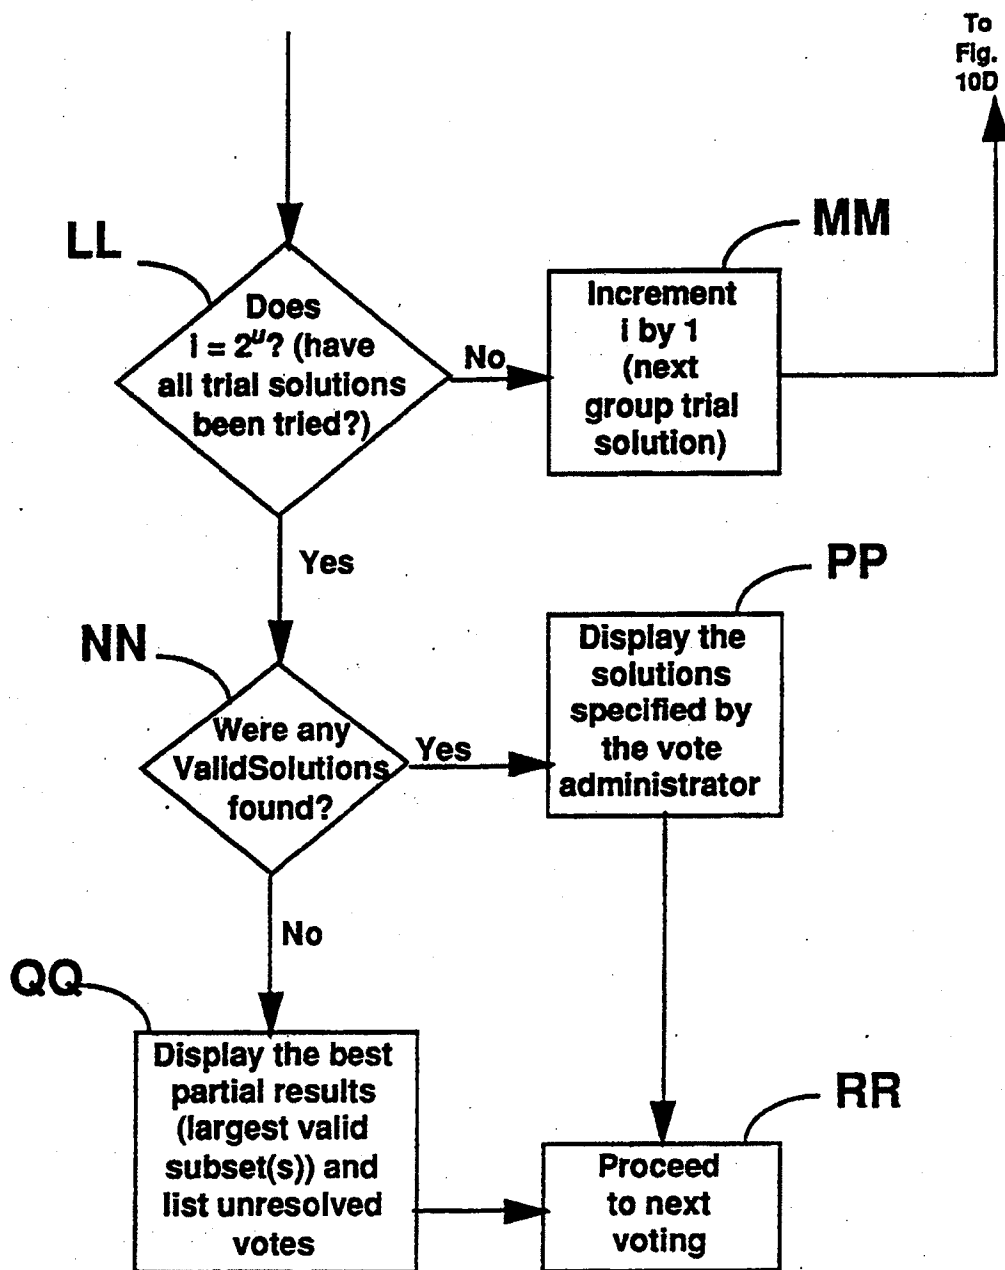 To
Fig.
10D
LL
Does
i = 2^u? (have
all trial solutions
been tried?)
No
MM
Increment
i by 1
(next
group trial
solution)
Yes
NN
Were any
ValidSolutions
found?
Yes
PP
Display the
solutions
specified by
the vote
administrator
No
QQ
Display the best
partial results
(largest valid
subset(s)) and
list unresolved
votes
RR
Proceed
to next
voting